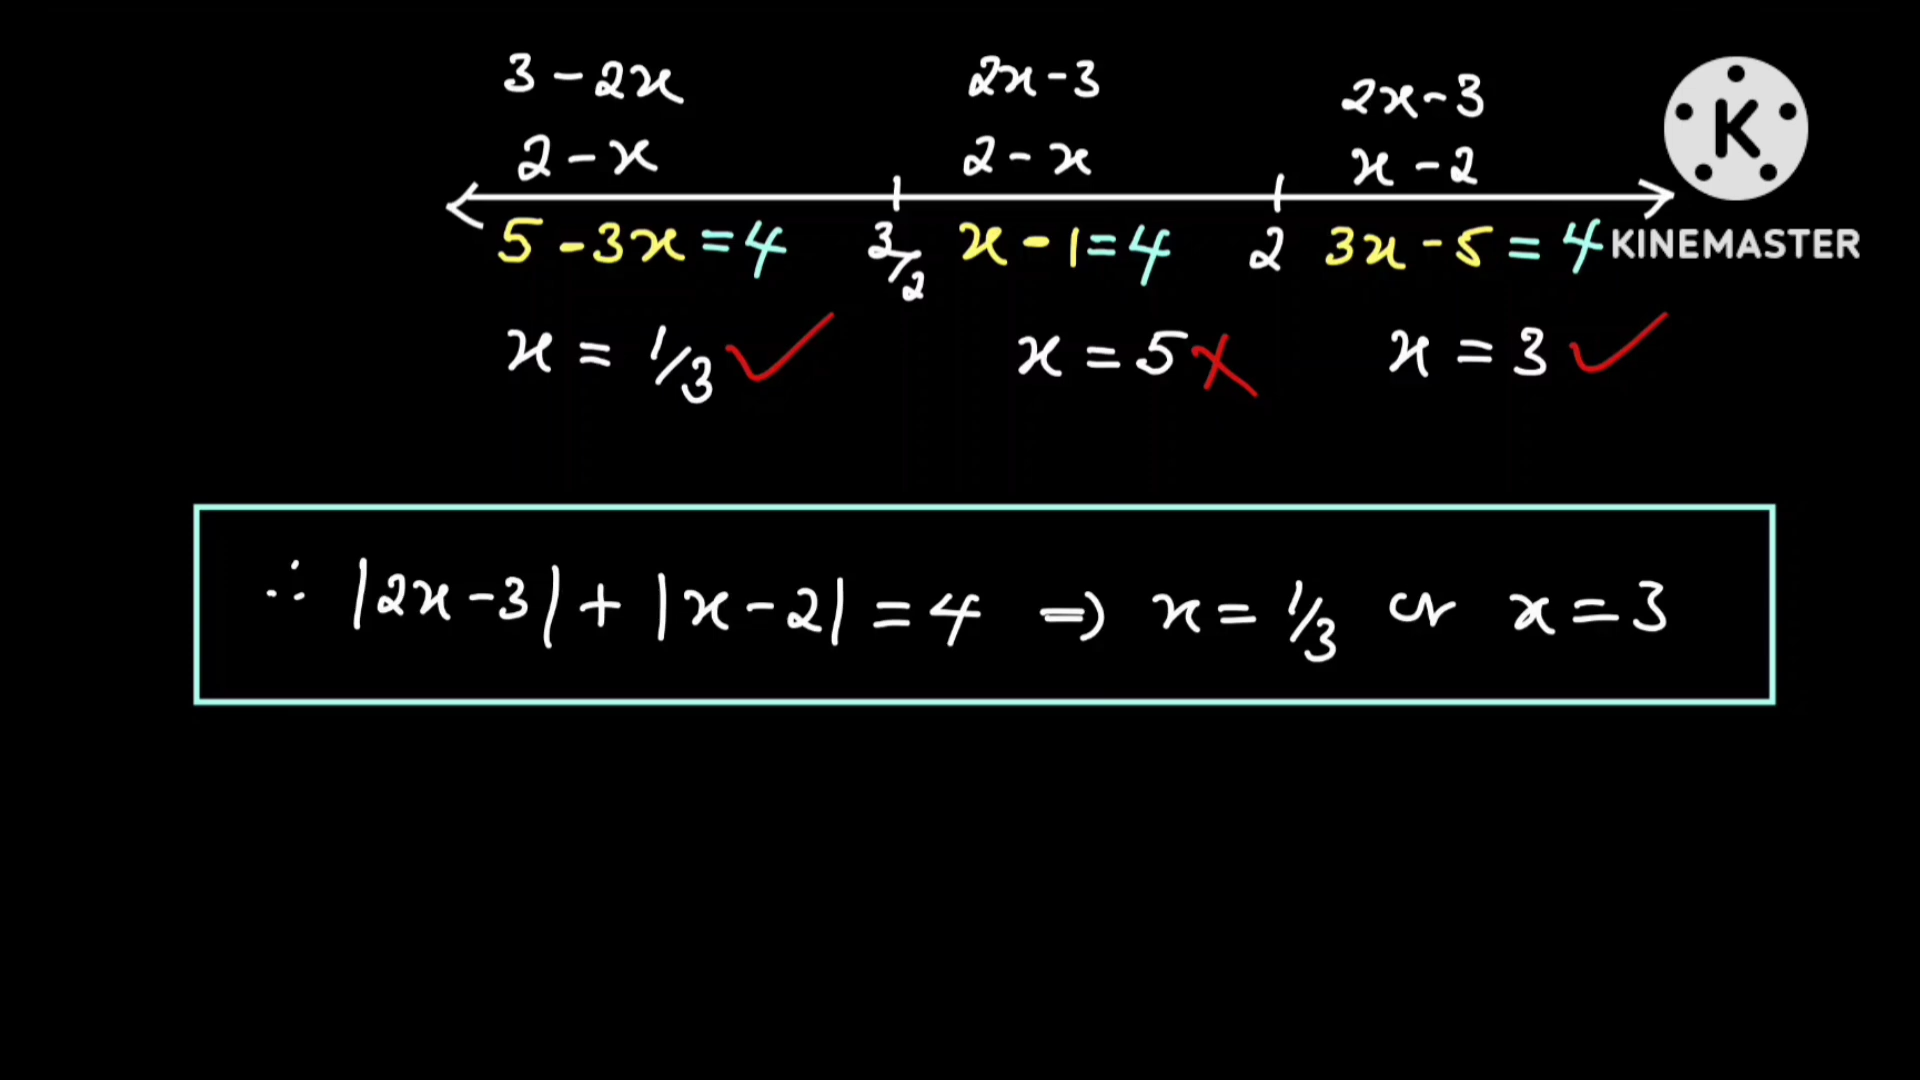 3 - 2x 2x - 3 2x - 3
2 - x 2 - x x - 2
K
5 - 3x = 4 3/2 x - 1 = 4 2 3x - 5 = 4 KINEMASTER
x = 1/3 ✓ x = 5 ✗ x = 3 ✓
∴ |2x - 3| + |x - 2| = 4 ⇒ x = 1/3 or x = 3